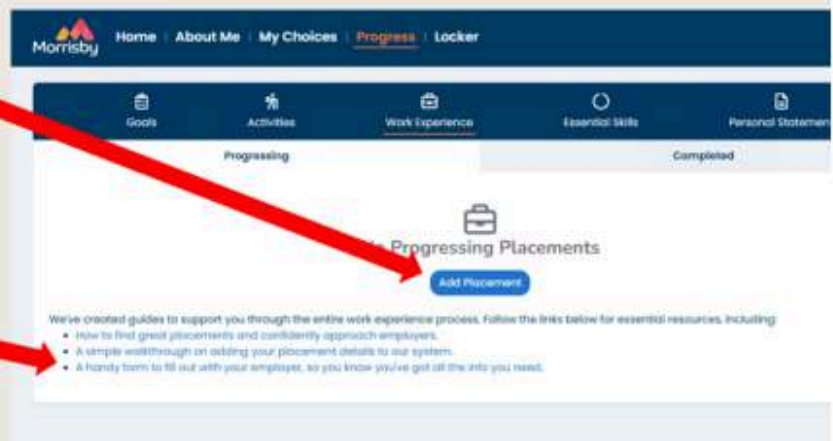 Morrisby Home About Me My Choices Progress Locker
Goals Activities Work Experience Essential Skills Personal Statemen
Progressing Completed
Progressing Placements
Add Placement
We've created guides to support you through the entire work experience process. Follow the links below for essential resources, including:
How to find great placements and confidently approach employers.
A simple walkthrough on adding your placement details to our system.
A handy form to fill out with your employer, so you know you've got all the info you need.